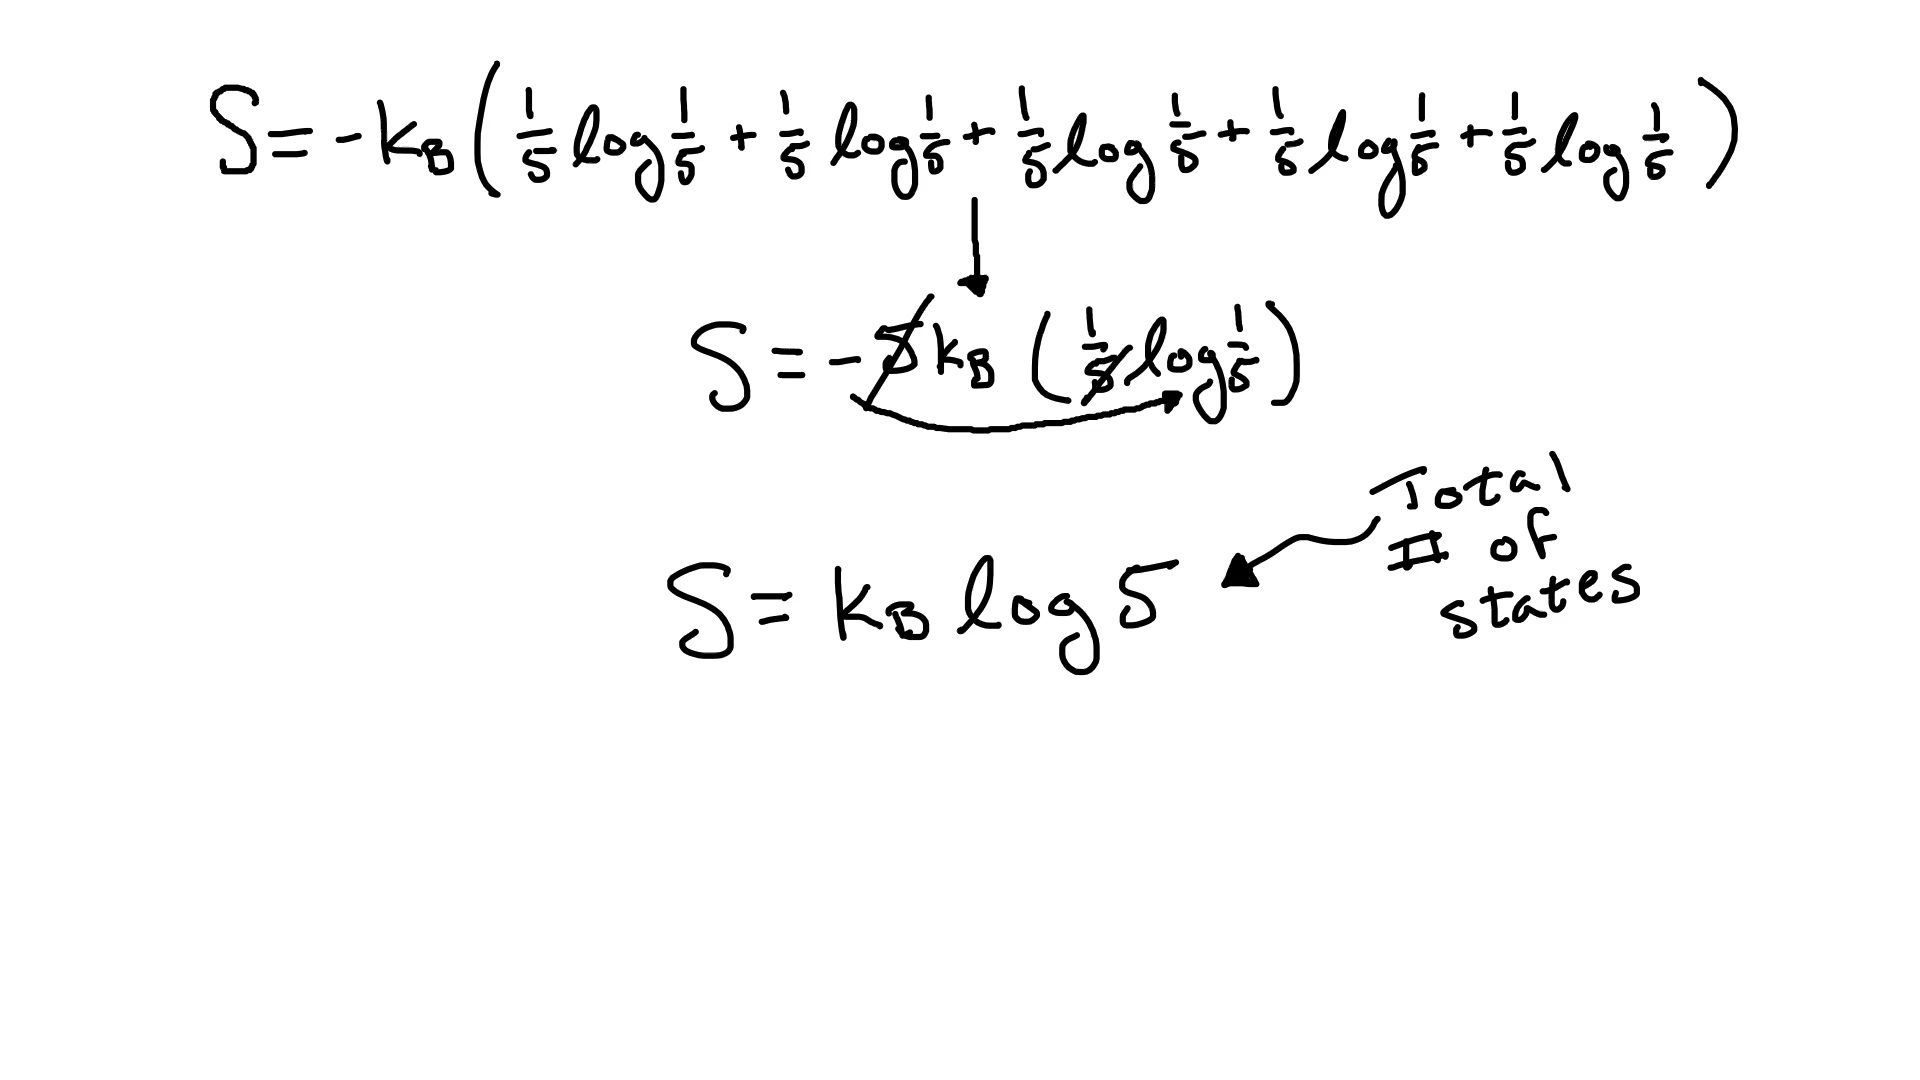 S = -k_B ( 1/5 log 1/5 + 1/5 log 1/5 + 1/5 log 1/5 + 1/5 log 1/5 + 1/5 log 1/5 )
S = -5 k_B ( 1/5 log 1/5 )
Total
# of
states
S = k_B log 5